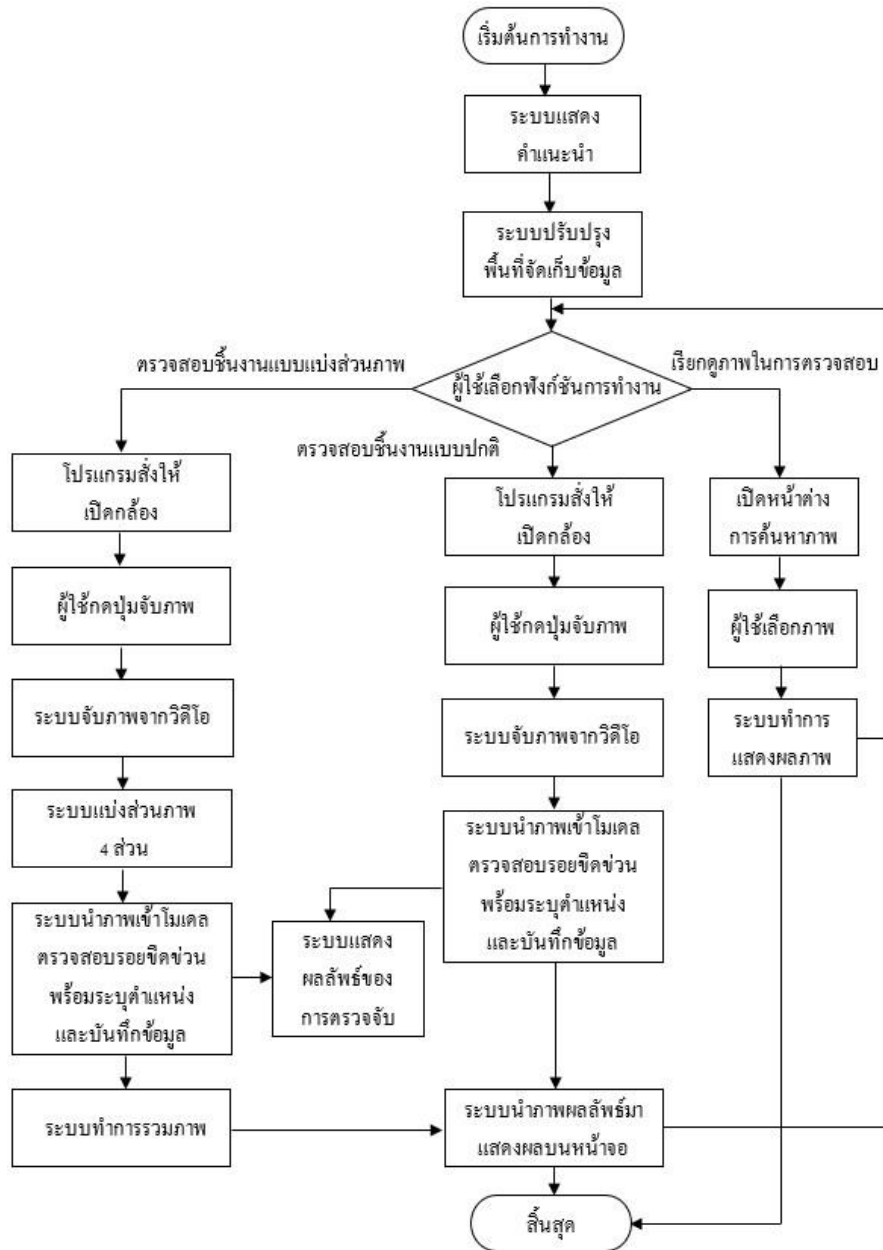 เริ่มต้นการทำงาน
ระบบแสดง
คำแนะนำ
ระบบปรับปรุง
พื้นที่จัดเก็บข้อมูล
ตรวจสอบชิ้นงานแบบแบ่งส่วนภาพ
ผู้ใช้เลือกฟังก์ชันการทำงาน
เรียกดูภาพในการตรวจสอบ
ตรวจสอบชิ้นงานแบบปกติ
โปรแกรมสั่งให้
เปิดกล้อง
ผู้ใช้กดปุ่มจับภาพ
ระบบจับภาพจากวิดีโอ
ระบบแบ่งส่วนภาพ
4 ส่วน
ระบบนำภาพเข้าโมเดล
ตรวจสอบรอยขีดข่วน
พร้อมระบุตำแหน่ง
และบันทึกข้อมูล
ระบบทำการรวมภาพ
ระบบแสดง
ผลลัพธ์ของ
การตรวจจับ
โปรแกรมสั่งให้
เปิดกล้อง
ผู้ใช้กดปุ่มจับภาพ
ระบบจับภาพจากวิดีโอ
ระบบนำภาพเข้าโมเดล
ตรวจสอบรอยขีดข่วน
พร้อมระบุตำแหน่ง
และบันทึกข้อมูล
ระบบนำภาพผลลัพธ์มา
แสดงผลบนหน้าจอ
เปิดหน้าต่าง
การค้นหาภาพ
ผู้ใช้เลือกภาพ
ระบบทำการ
แสดงผลภาพ
สิ้นสุด